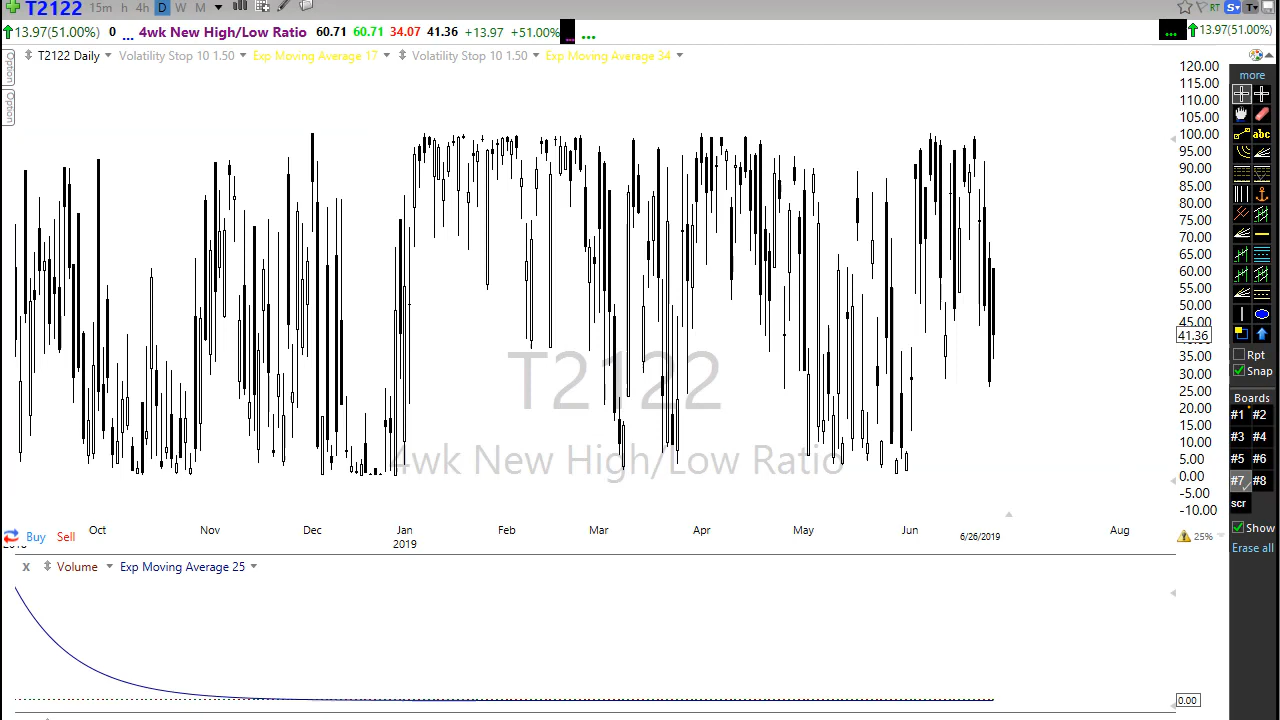 T2122 15m h 4h D W M
RT S T
13.97(51.00%) 0 ... 4wk New High/Low Ratio 60.71 60.71 34.07 41.36 +13.97 +51.00% ... ... ... 13.97(51.00%)
T2122 Daily Volatility Stop 10 1.50 Exp Moving Average 17 Volatility Stop 10 1.50 Exp Moving Average 34
Option
Option
120.00
115.00
110.00
105.00
100.00
95.00
90.00
85.00
80.00
75.00
70.00
65.00
60.00
55.00
50.00
45.00
41.36
35.00
30.00
25.00
20.00
15.00
10.00
5.00
0.00
-5.00
-10.00
T2122
4wk New High/Low Ratio
more
abc
Rpt
Snap
Boards
#1 #2
#3 #4
#5 #6
#7 #8
scr
Show
Erase all
Oct Nov Dec Jan Feb Mar Apr May Jun 6/26/2019 Aug
2019
Buy Sell
25%
x Volume Exp Moving Average 25
0.00